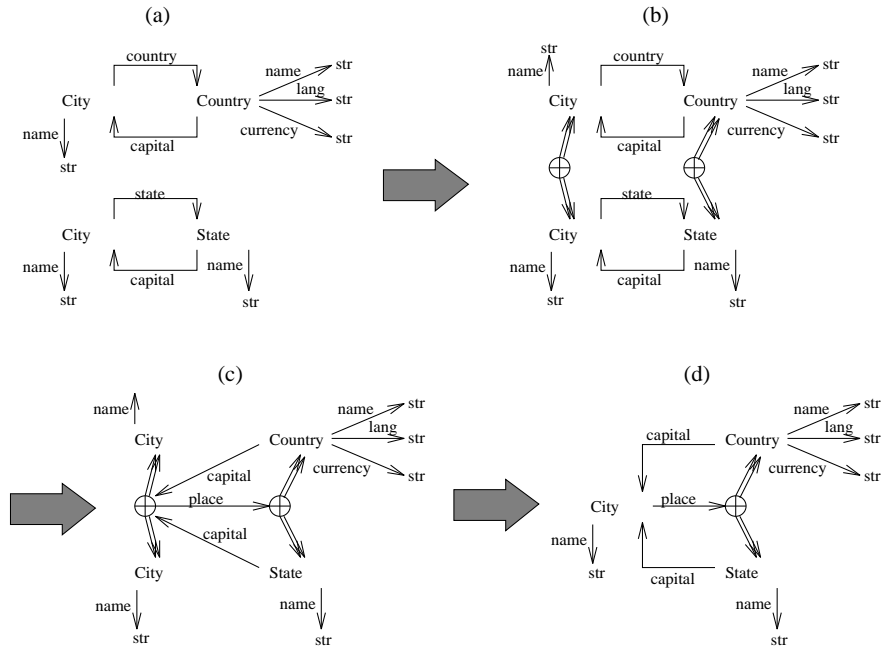 (a)
country
name
str
City
Country
lang
str
name
currency
str
capital
str
state
City
State
name
name
capital
str
str
(b)
str
country
name
str
name
City
Country
lang
str
currency
str
capital
state
City
State
name
name
capital
str
str
(c)
name
name
str
City
Country
lang
str
capital
currency
str
place
capital
City
State
name
name
str
str
(d)
name
str
capital
Country
lang
str
currency
str
City
place
name
str
State
capital
name
str